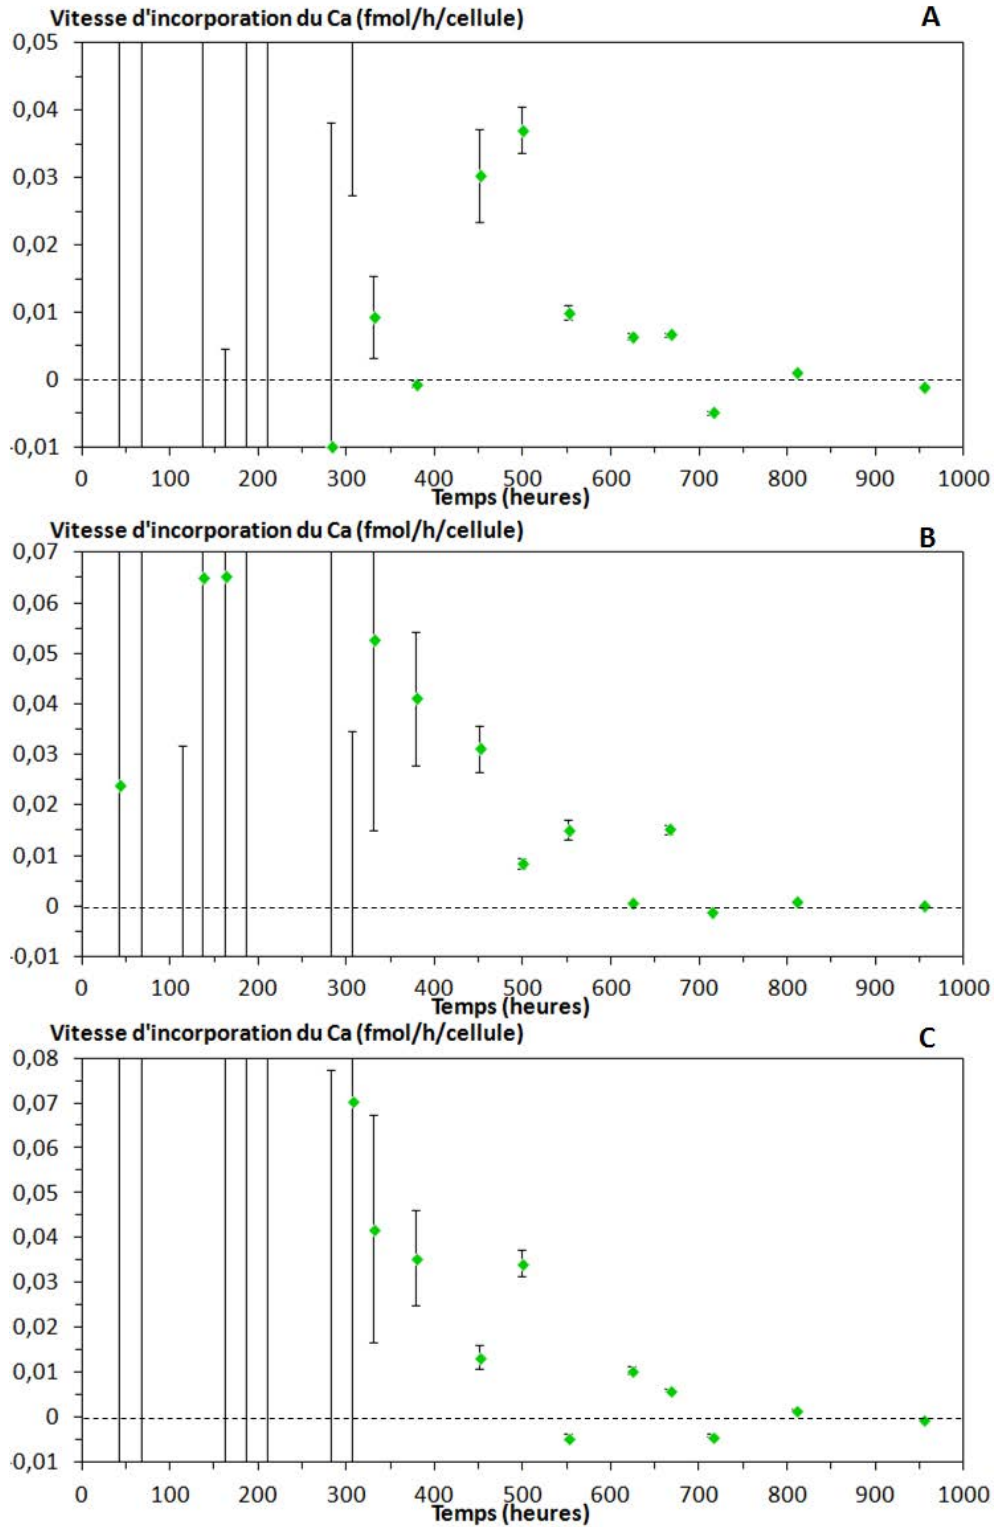 Vitesse d'incorporation du Ca (fmol/h/cellule)
A
0,05
0,04
0,03
0,02
0,01
0
-0,01
0 100 200 300 400 500 600 700 800 900 1000
Temps (heures)
Vitesse d'incorporation du Ca (fmol/h/cellule)
B
0,07
0,06
0,05
0,04
0,03
0,02
0,01
0
-0,01
0 100 200 300 400 500 600 700 800 900 1000
Temps (heures)
Vitesse d'incorporation du Ca (fmol/h/cellule)
C
0,08
0,07
0,06
0,05
0,04
0,03
0,02
0,01
0
-0,01
0 100 200 300 400 500 600 700 800 900 1000
Temps (heures)